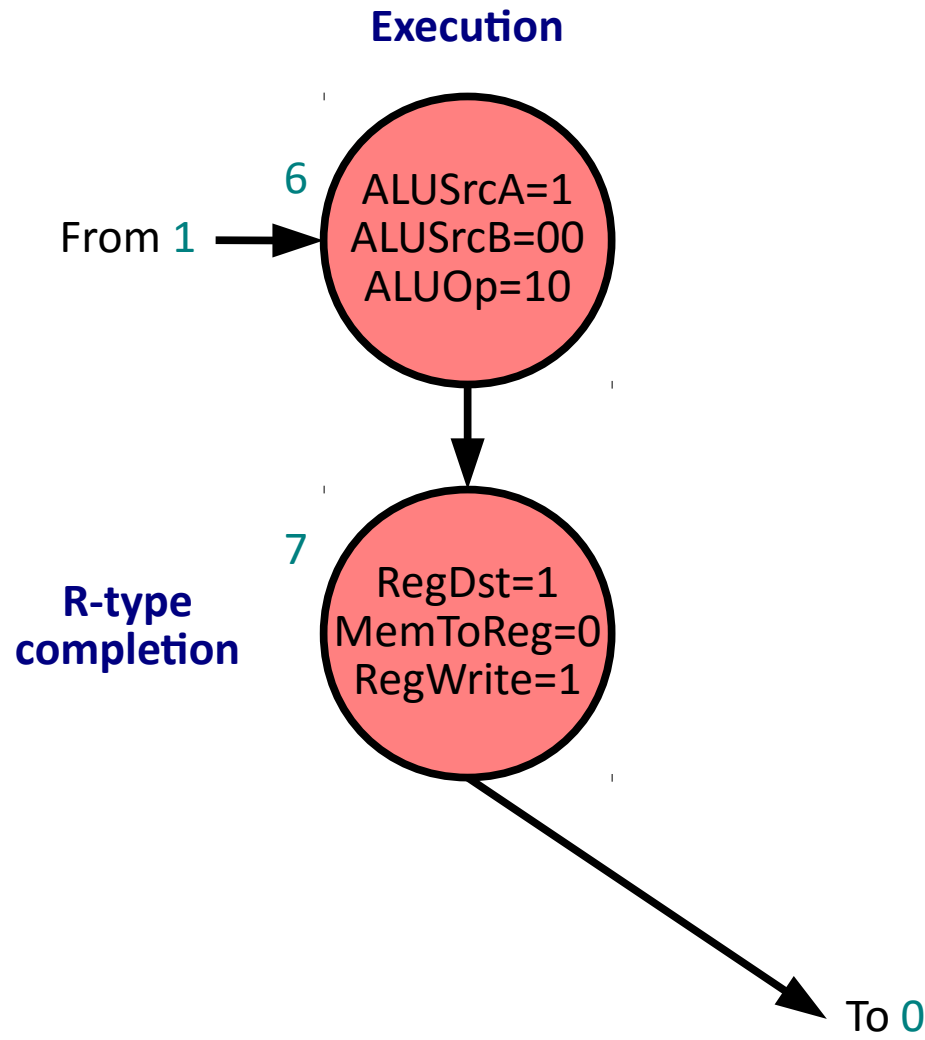 Execution
6
ALUSrcA=1
From 1
ALUSrcB=00
ALUOp=10
7
RegDst=1
R-type
completion
MemToReg=0
RegWrite=1
To 0